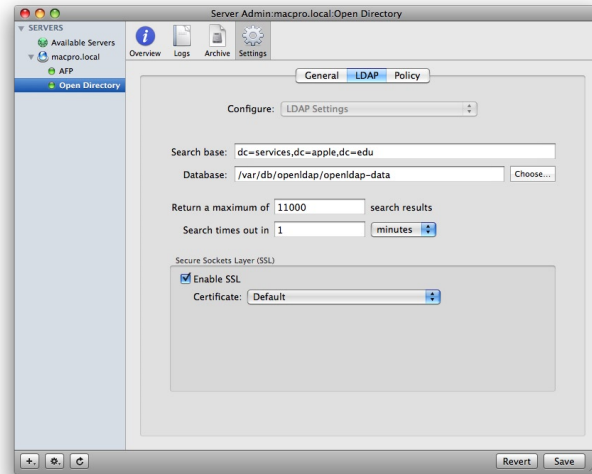 Server Admin:macpro.local:Open Directory
SERVERS
Available Servers
macpro.local
AFP
Open Directory
Overview Logs Archive Settings
General LDAP Policy
Configure: LDAP Settings
Search base: dc=services,dc=apple,dc=edu
Database: /var/db/openldap/openldap-data Choose...
Return a maximum of 11000 search results
Search times out in 1 minutes
Secure Sockets Layer (SSL)
Enable SSL
Certificate: Default
Revert Save